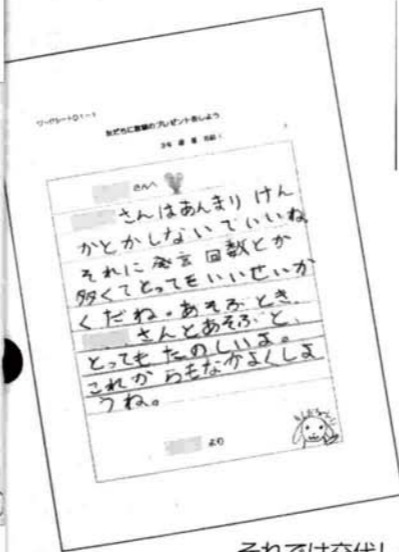 ワークシート01-1
友だちに言葉のプレゼントをしよう
さんへ
さんはあんまり けん
かとかしないでいいね
それに 発言 回数とか
多くてとってもいいせいか
くだね。あそぶとき、
さんとあそぶと、
とってもたのしいよ。
これからもなかよくしよ
うね。
より
それでは交代し